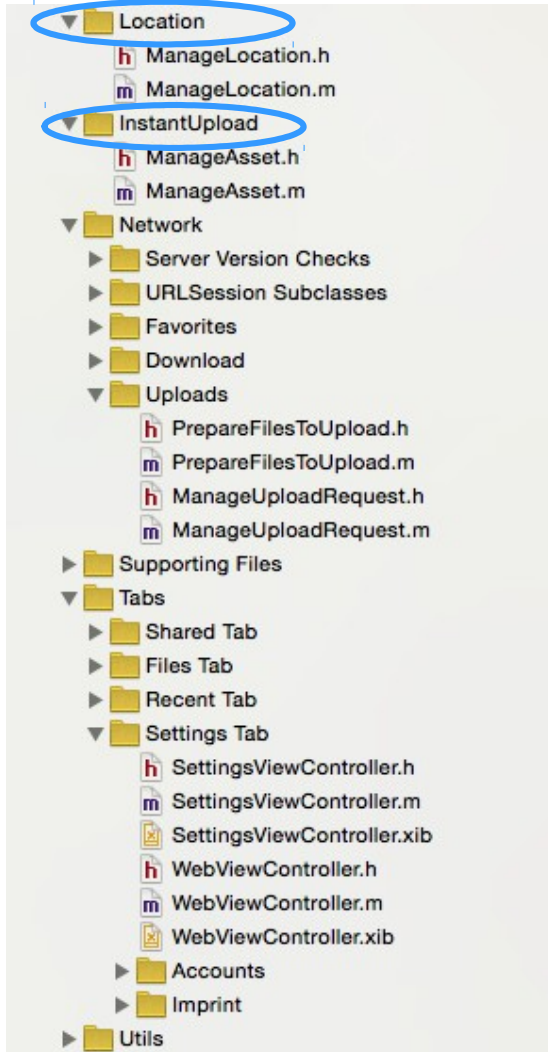 Location
h ManageLocation.h
m ManageLocation.m
InstantUpload
h ManageAsset.h
m ManageAsset.m
Network
Server Version Checks
URLSession Subclasses
Favorites
Download
Uploads
h PrepareFilesToUpload.h
m PrepareFilesToUpload.m
h ManageUploadRequest.h
m ManageUploadRequest.m
Supporting Files
Tabs
Shared Tab
Files Tab
Recent Tab
Settings Tab
h SettingsViewController.h
m SettingsViewController.m
SettingsViewController.xib
h WebViewController.h
m WebViewController.m
WebViewController.xib
Accounts
Imprint
Utils